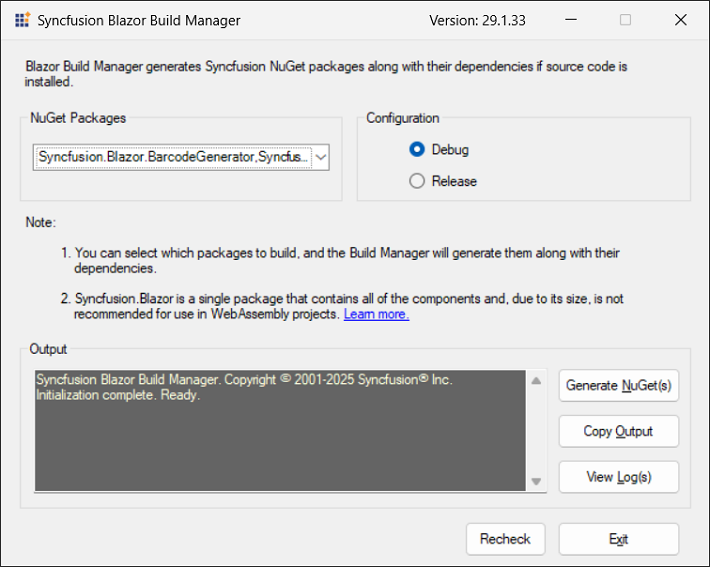 Syncfusion Blazor Build Manager Version: 29.1.33
Blazor Build Manager generates Syncfusion NuGet packages along with their dependencies if source code is
installed.
NuGet Packages
Syncfusion.Blazor.BarcodeGenerator,Syncfus...
Configuration
Debug
Release
Note:
1. You can select which packages to build, and the Build Manager will generate them along with their
dependencies.
2. Syncfusion.Blazor is a single package that contains all of the components and, due to its size, is not
recommended for use in WebAssembly projects. Learn more.
Output
Syncfusion Blazor Build Manager. Copyright © 2001-2025 Syncfusion® Inc.
Initialization complete. Ready.
Generate NuGet(s)
Copy Output
View Log(s)
Recheck
Exit